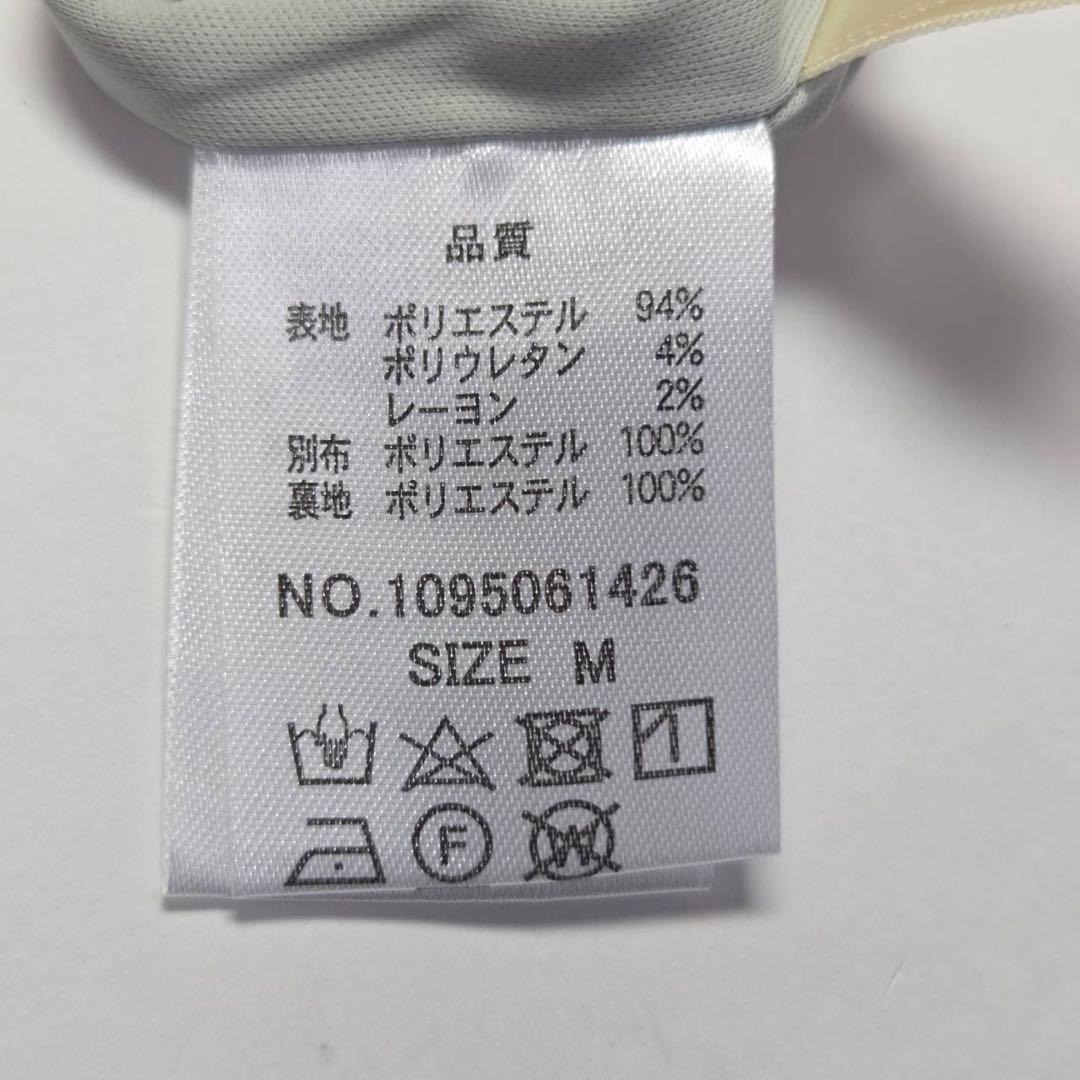 品質
表地 ポリエステル 94%
ポリウレタン 4%
レーヨン 2%
別布 ポリエステル 100%
裏地 ポリエステル 100%
NO.1095061426
SIZE M
F W